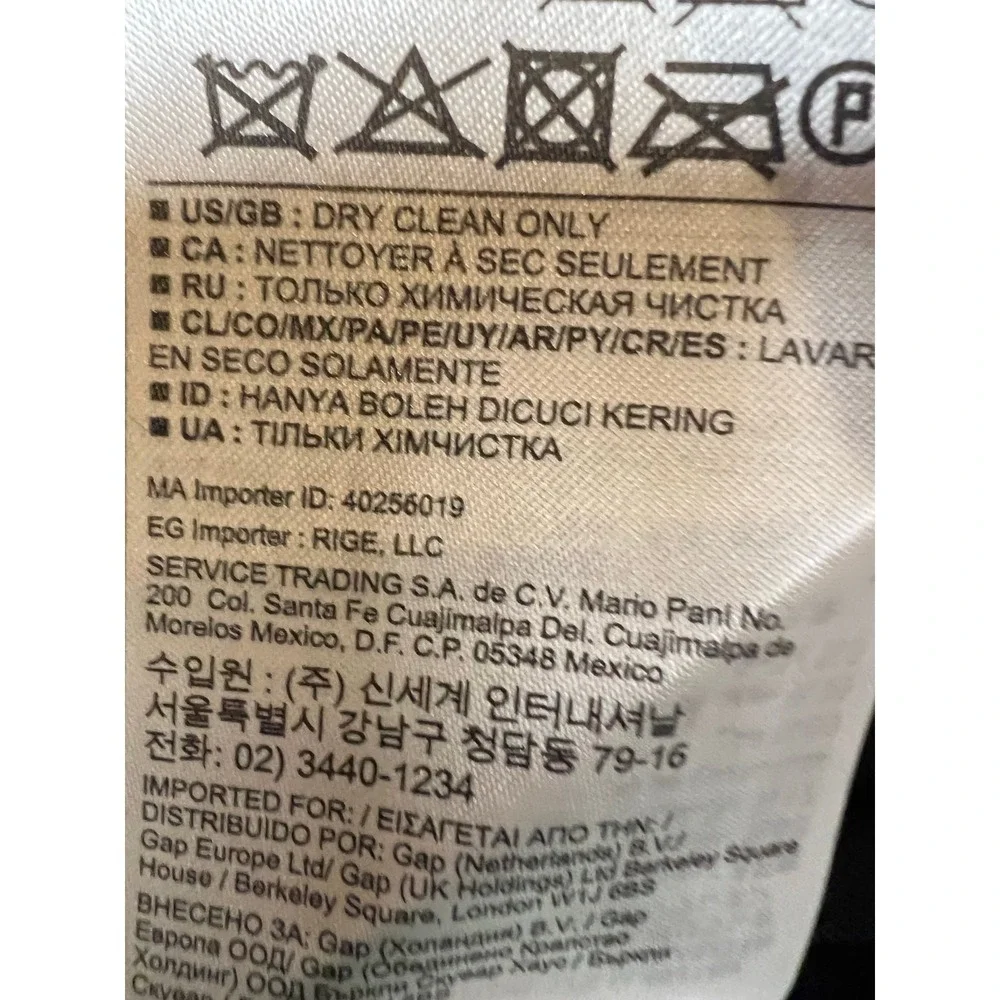 P
US/GB : DRY CLEAN ONLY
CA : NETTOYER À SEC SEULEMENT
RU : ТОЛЬКО ХИМИЧЕСКАЯ ЧИСТКА
CL/CO/MX/PA/PE/UY/AR/PY/CR/ES : LAVAR
EN SECO SOLAMENTE
ID : HANYA BOLEH DICUCI KERING
UA : ТІЛЬКИ ХІМЧИСТКА
MA Importer ID: 40256019
EG Importer : RIGE, LLC
SERVICE TRADING S.A. de C.V. Mario Pani No.
200 Col. Santa Fe Cuajimalpa Del. Cuajimalpa de
Morelos Mexico, D.F. C.P. 05348 Mexico
수입원 : (주) 신세계 인터내셔날
서울특별시 강남구 청담동 79-16
전화: 02) 3440-1234
IMPORTED FOR: / ΕΙΣΑΓΕΤΑΙ ΑΠΟ ΤΗΝ: /
DISTRIBUIDO POR: Gap (Netherlands) B.V./
Gap Europe Ltd/ Gap (UK Holdings) Ltd Berkeley Square
House / Berkeley Square, London W1J 6BS
ВНЕСЕНО ЗА: Gap (Холандия) B.V. / Gap
Европа ООД/ Gap (Обединено Кралство
Холдинг) ООД Бъркли Скуеар Хаус / Бъркли
Скуеар /